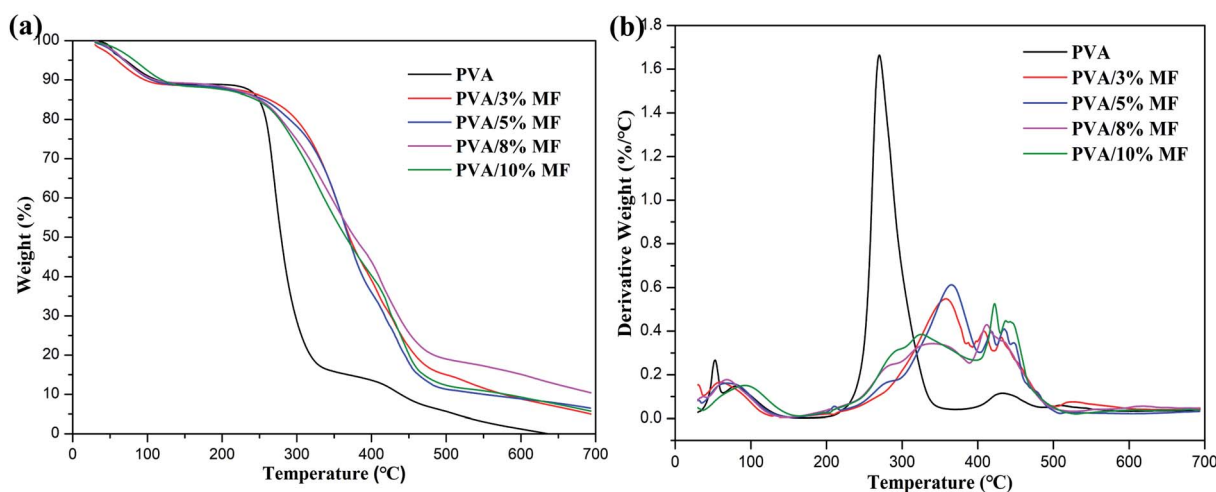 (a)
100
90
80
70
60
50
40
30
20
10
0
Weight (%)
PVA
PVA/3% MF
PVA/5% MF
PVA/8% MF
PVA/10% MF
0 100 200 300 400 500 600 700
Temperature (°C)
(b)
1.8
1.6
1.4
1.2
1.0
0.8
0.6
0.4
0.2
0.0
Derivative Weight (%/°C)
PVA
PVA/3% MF
PVA/5% MF
PVA/8% MF
PVA/10% MF
0 100 200 300 400 500 600 700
Temperature (°C)